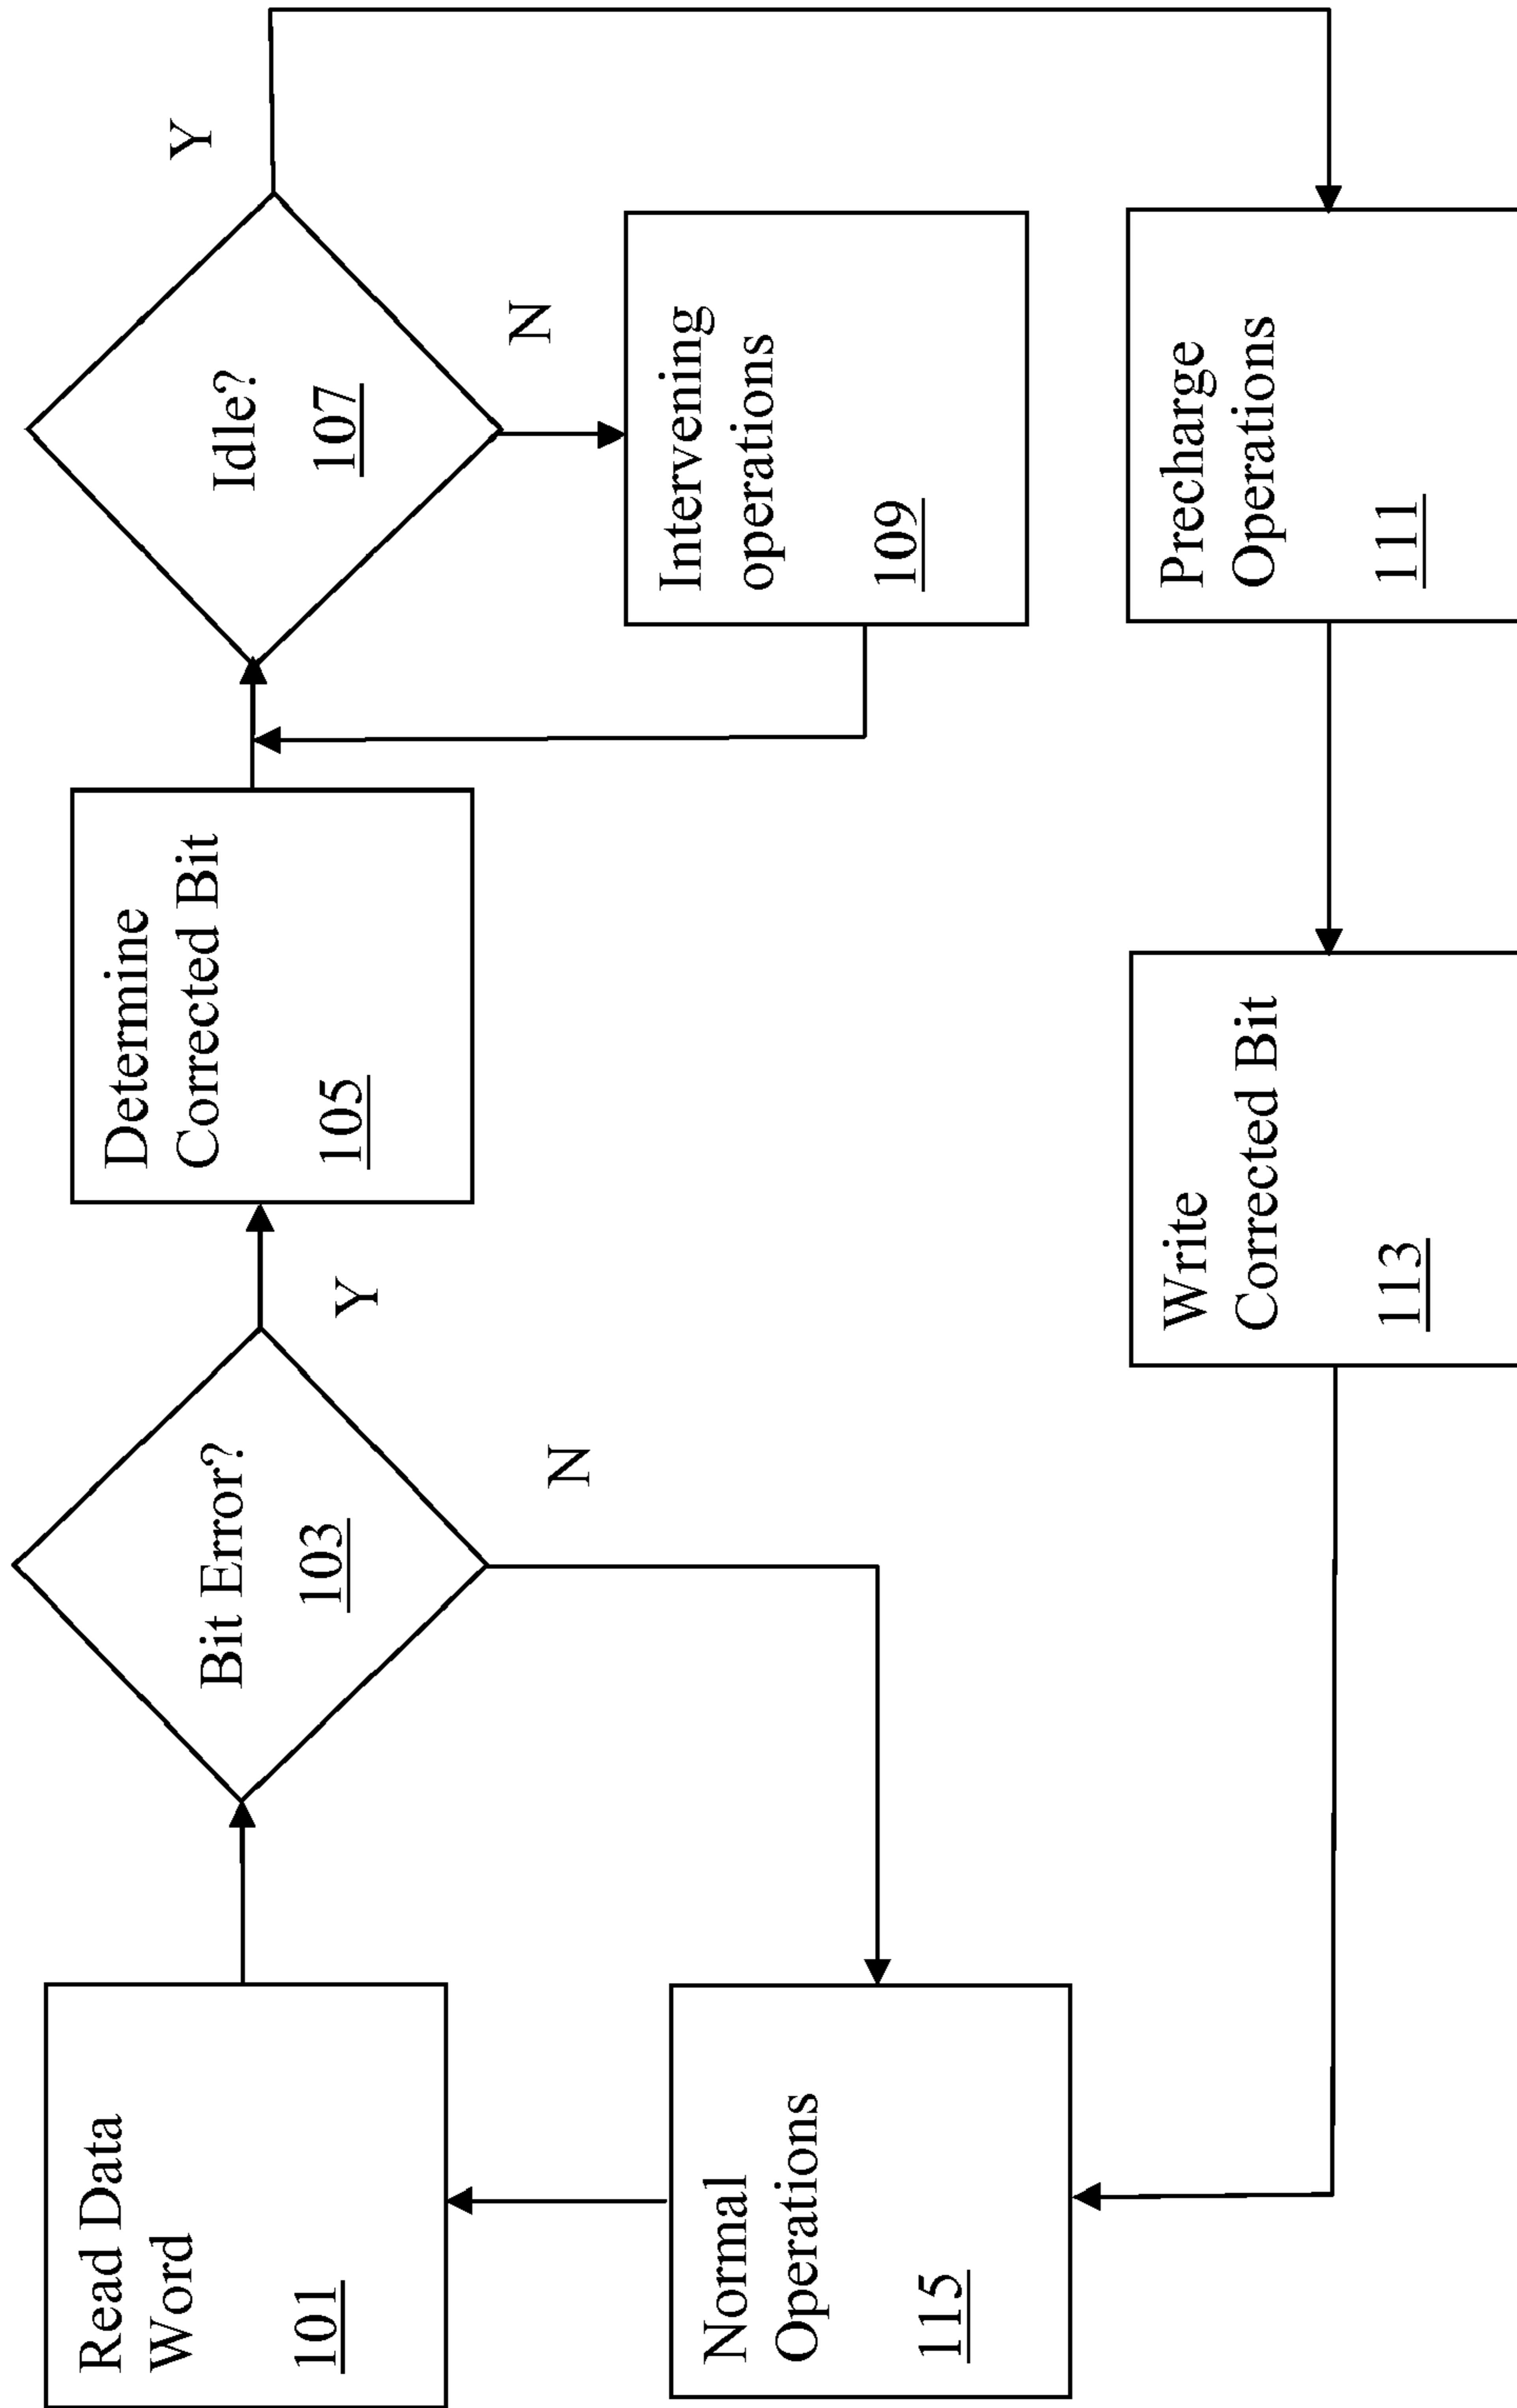 Read Data
Word
101
Bit Error?
103
Y
N
Determine
Corrected Bit
105
Idle?
107
Y
N
Intervening
operations
109
Normal
Operations
115
Write
Corrected Bit
113
Precharge
Operations
111